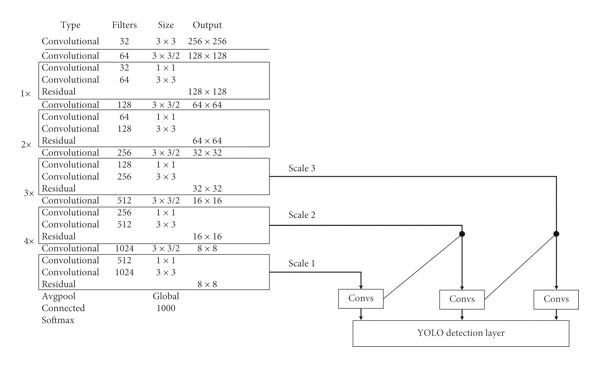 Type Filters Size Output
Convolutional 32 3 × 3 256 × 256
Convolutional 64 3 × 3/2 128 × 128
Convolutional 32 1 × 1
Convolutional 64 3 × 3
Residual 128 × 128
1×
Convolutional 128 3 × 3/2 64 × 64
Convolutional 64 1 × 1
Convolutional 128 3 × 3
Residual 64 × 64
2×
Convolutional 256 3 × 3/2 32 × 32
Convolutional 128 1 × 1
Convolutional 256 3 × 3
Residual 32 × 32
3×
Convolutional 512 3 × 3/2 16 × 16
Convolutional 256 1 × 1
Convolutional 512 3 × 3
Residual 16 × 16
4×
Convolutional 1024 3 × 3/2 8 × 8
Convolutional 512 1 × 1
Convolutional 1024 3 × 3
Residual 8 × 8
Avgpool Global
Connected 1000
Softmax
Scale 3
Scale 2
Scale 1
Convs Convs Convs
YOLO detection layer